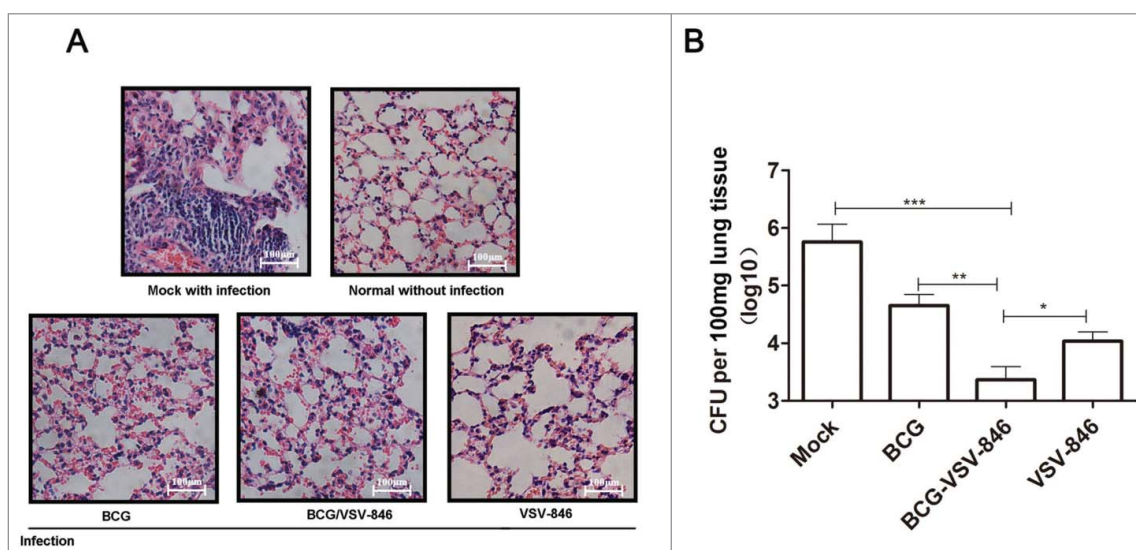 A
100μm
100μm
Mock with infection
Normal without infection
100μm
100μm
100μm
BCG
BCG/VSV-846
VSV-846
Infection
B
CFU per 100mg lung tissue
(log10)
7
6
5
4
3
***
**
*
Mock
BCG
BCG-VSV-846
VSV-846